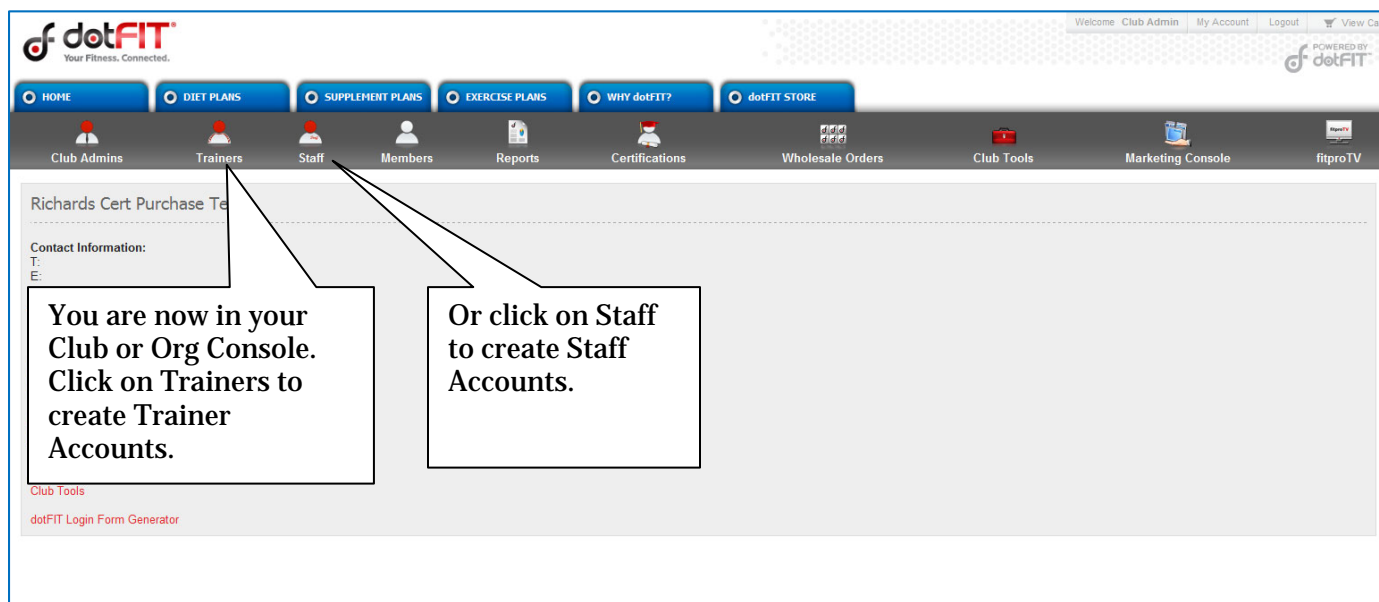 Welcome Club Admin My Account Logout View Ca
dotFIT
Your Fitness. Connected.
POWERED BY
dotFIT
HOME DIET PLANS SUPPLEMENT PLANS EXERCISE PLANS WHY dotFIT? dotFIT STORE
Club Admins Trainers Staff Members Reports Certifications Wholesale Orders Club Tools Marketing Console fitproTV
Richards Cert Purchase Te
Contact Information:
T:
E:
You are now in your
Club or Org Console.
Click on Trainers to
create Trainer
Accounts.
Or click on Staff
to create Staff
Accounts.
Club Tools
dotFIT Login Form Generator